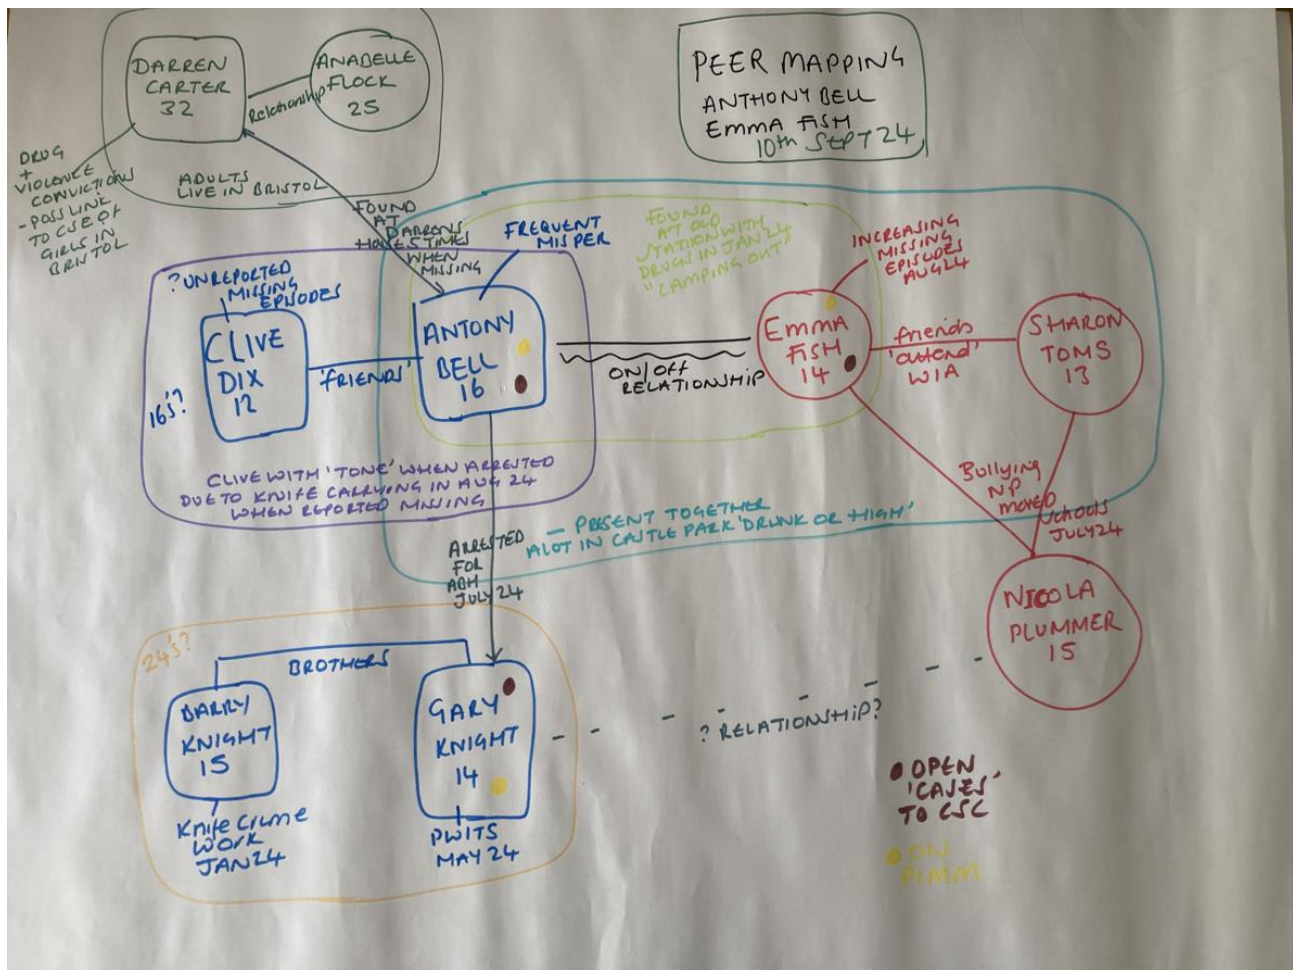 PEER MAPPING
ANTHONY BELL
EMMA FISH
10th SEPT 24
DARREN
CARTER
32
Relationship
ANABELLE
FLOCK
25
ADULTS
LIVE IN BRISTOL
DRUG
+
VIOLENCE
CONVICTIONS
- POSS LINK
TO CSE OF
GIRLS IN
BRISTOL
FOUND
AT
DARRENS
TIMES
WHEN
MISSING
FREQUENT
MISPER
FOUND
AT OLD
STATION WITH
DRUGS IN JAN 24
"CAMPING OUT"
INCREASING
MISSING
EPISODES
AUG 24
? UNREPORTED
MISSING
EPISODES
CLIVE
DIX
12
16's?
'FRIENDS'
ANTONY
BELL
16
ON/OFF
RELATIONSHIP
EMMA
FISH
14
friends
'attend'
WIA
SHARON
TOMS
13
CLIVE WITH 'TONE' WHEN ARRESTED
DUE TO KNIFE CARRYING IN AUG 24
WHEN REPORTED MISSING
- PRESENT TOGETHER
ALOT IN CASTLE PARK 'DRUNK OR HIGH'
Bullying
NP
moved
schools
JULY 24
ARRESTED
FOR
ABH
JULY 24
NICOLA
PLUMMER
15
24's?
BROTHERS
BARRY
KNIGHT
15
Knife Crime
WORK
JAN 24
GARY
KNIGHT
14
PWITS
MAY 24
? RELATIONSHIP?
OPEN
'CASES'
TO CSC
ON
PIMM